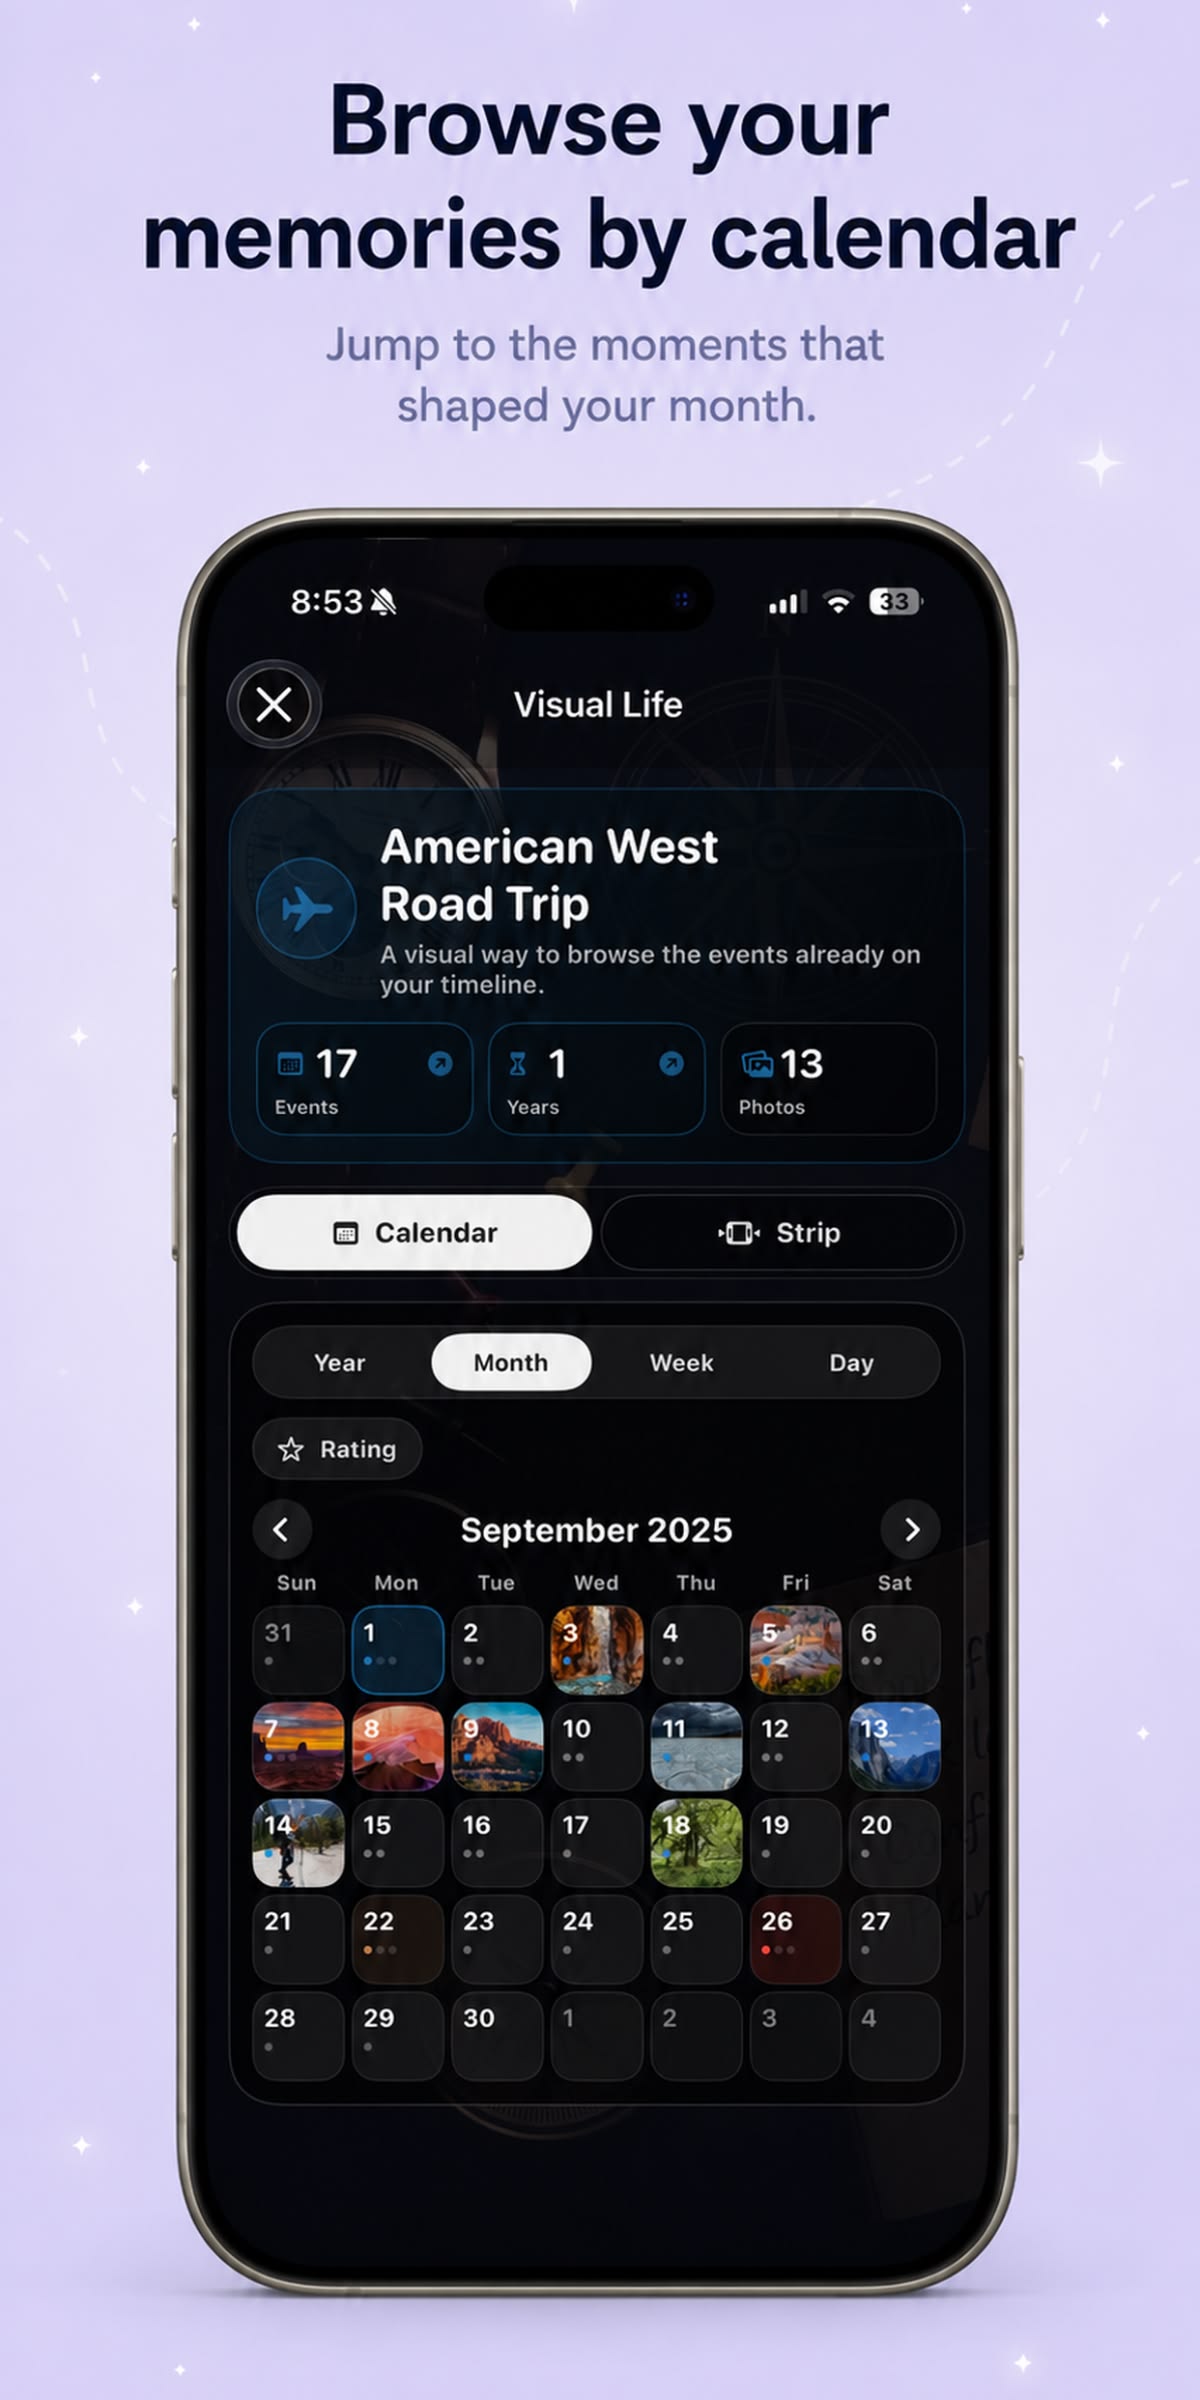 Browse your
memories by calendar
Jump to the moments that
shaped your month.
8:53 33
Visual Life
American West
Road Trip
A visual way to browse the events already on
your timeline.
17 1 13
Events Years Photos
Calendar Strip
Year Month Week Day
Rating
September 2025
Sun Mon Tue Wed Thu Fri Sat
31 1 2 3 4 5 6
7 8 9 10 11 12 13
14 15 16 17 18 19 20
21 22 23 24 25 26 27
28 29 30 1 2 3 4